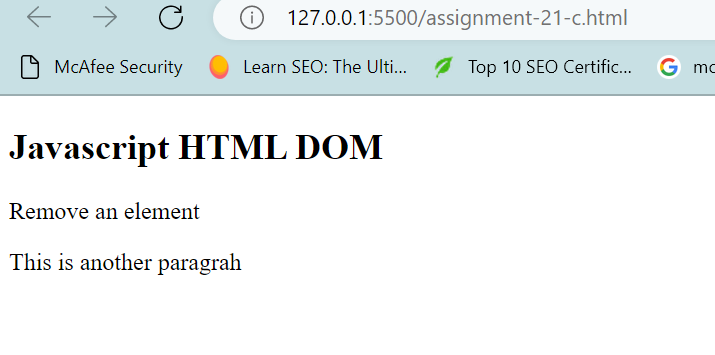 127.0.0.1:5500/assignment-21-c.html
McAfee Security Learn SEO: The Ulti... Top 10 SEO Certific... mc
Javascript HTML DOM
Remove an element
This is another paragrah